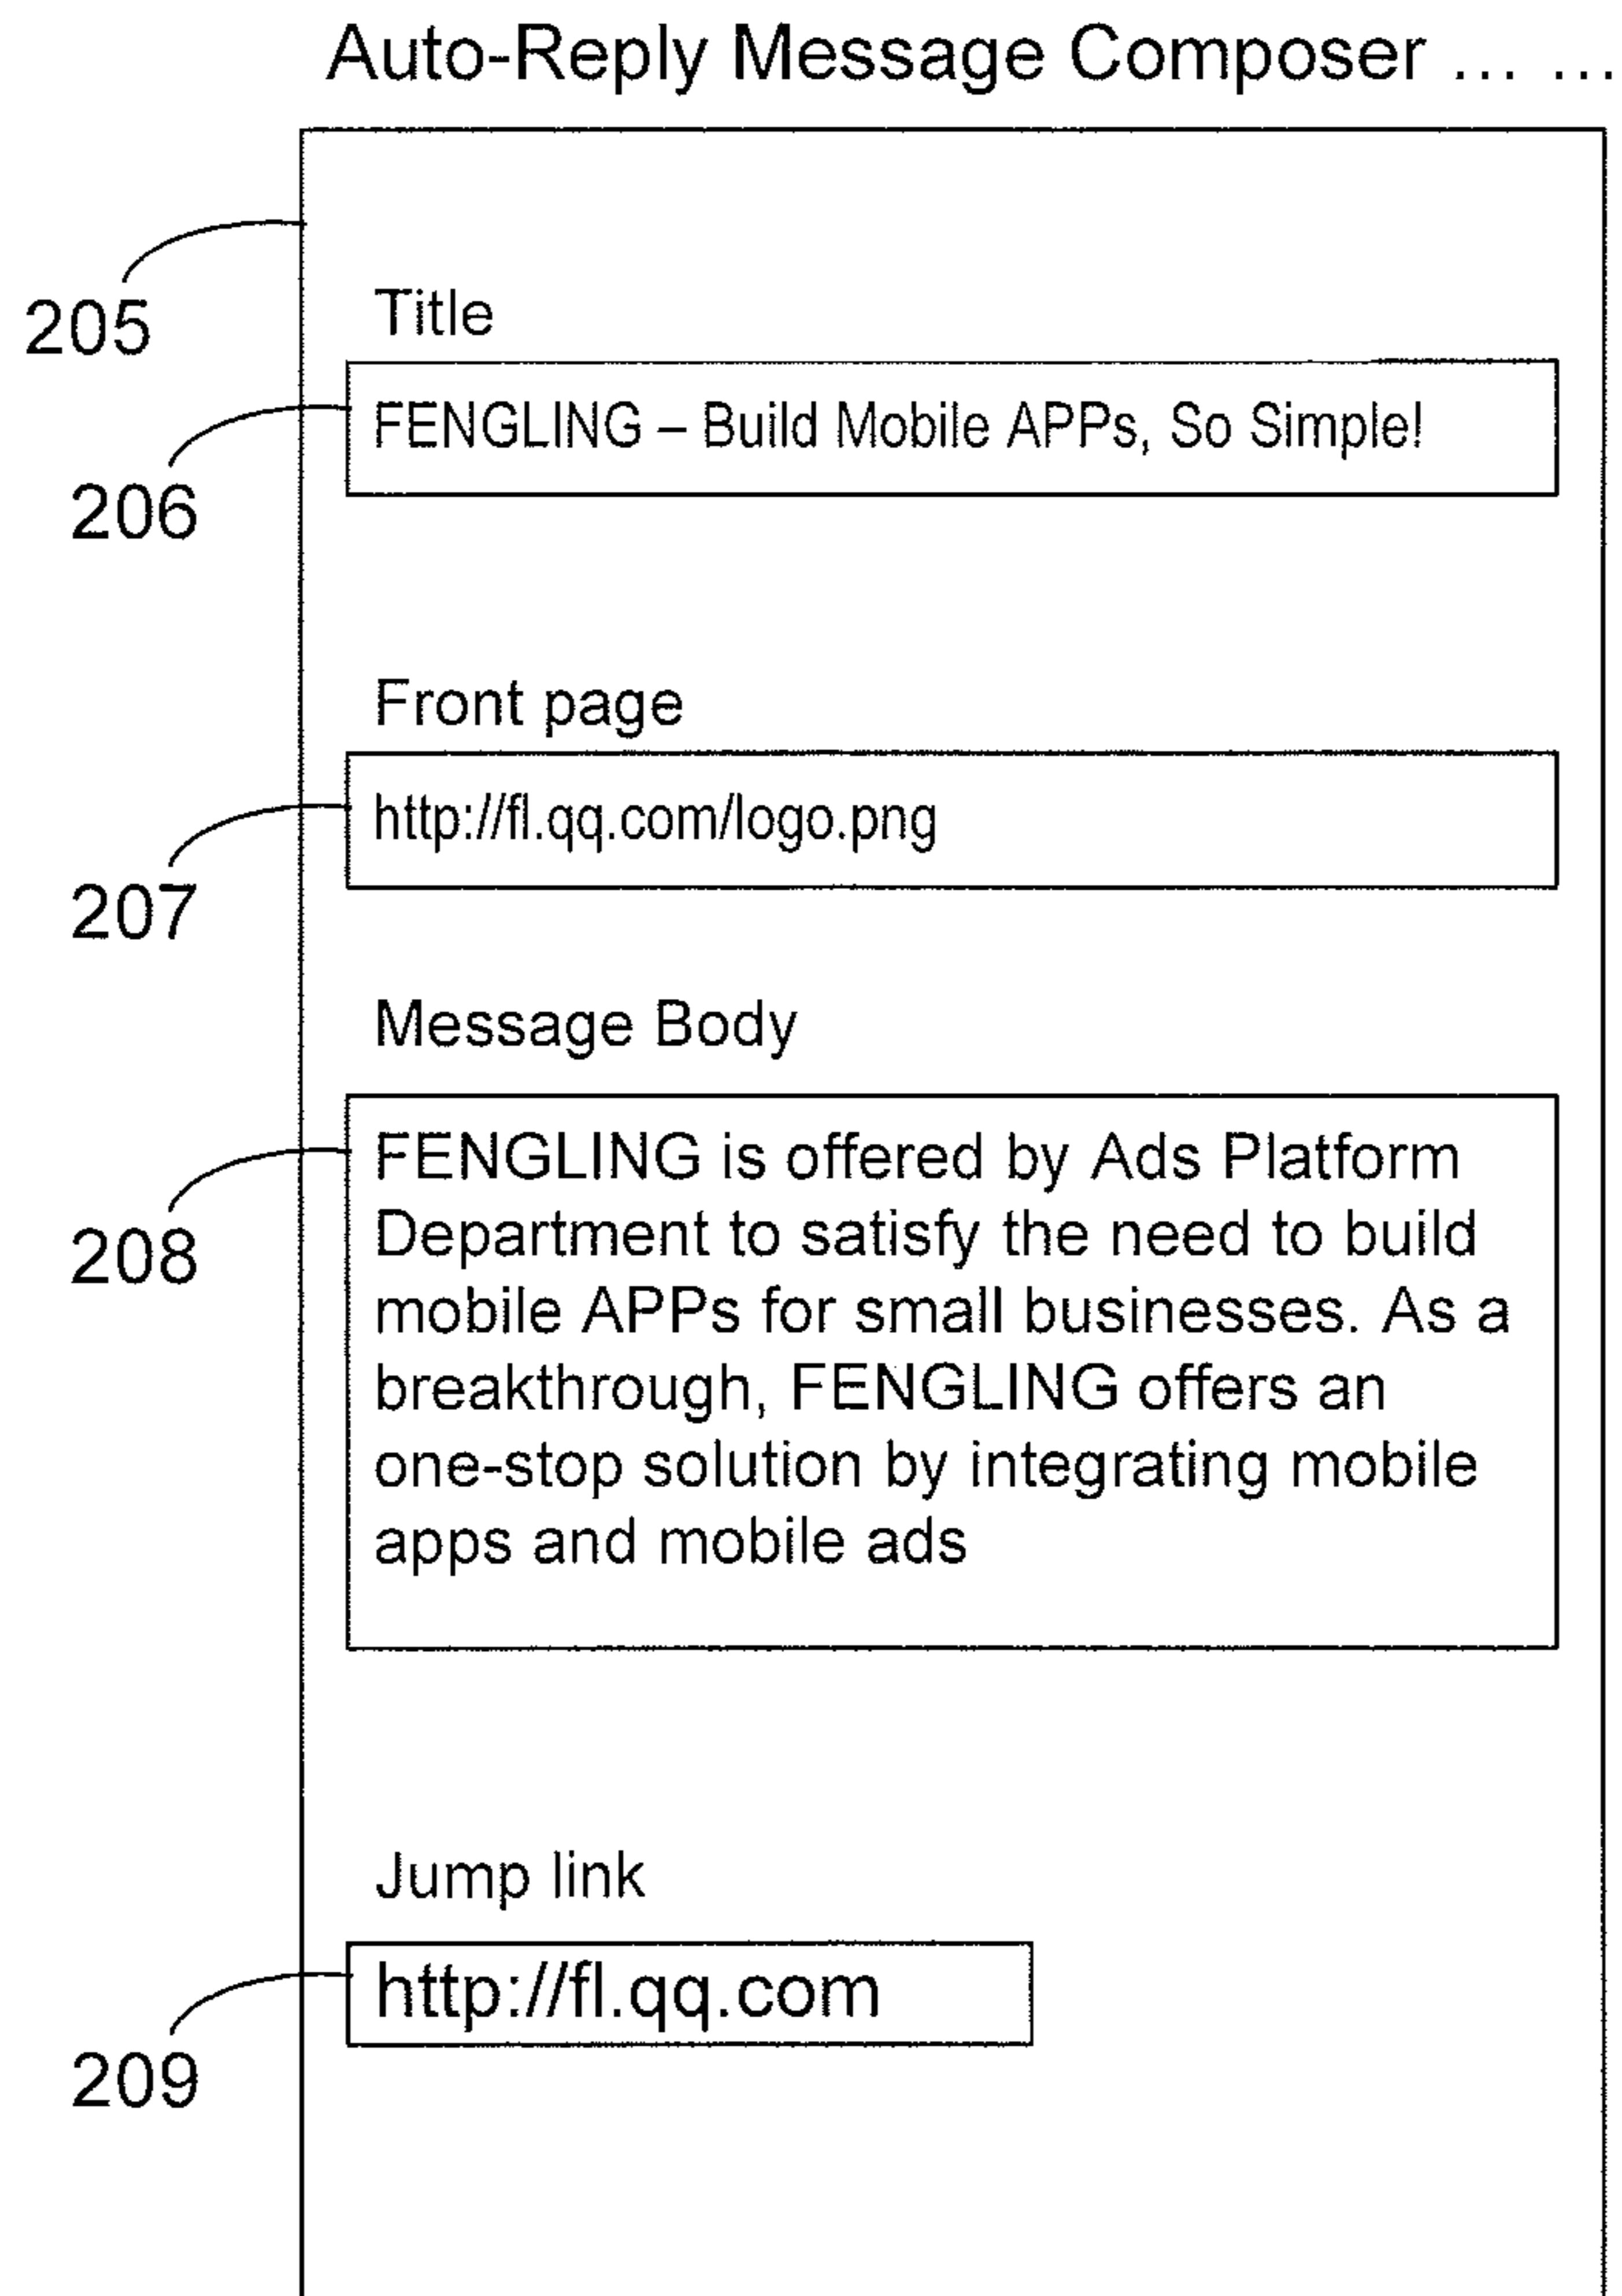 Auto-Reply Message Composer ... ...
205
Title
206
FENGLING – Build Mobile APPs, So Simple!
Front page
207
http://fl.qq.com/logo.png
Message Body
208
FENGLING is offered by Ads Platform
Department to satisfy the need to build
mobile APPs for small businesses. As a
breakthrough, FENGLING offers an
one-stop solution by integrating mobile
apps and mobile ads
Jump link
209
http://fl.qq.com